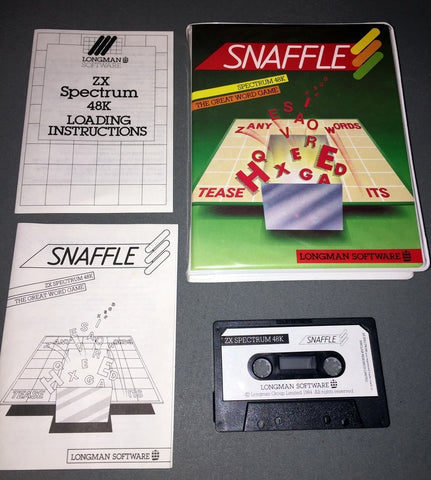 LONGMAN
SOFTWARE
ZX
Spectrum
48K
LOADING
INSTRUCTIONS
SNAFFLE
SPECTRUM 48K
THE GREAT WORD GAME
ZANY WORDS
TEASE ITS
LONGMAN SOFTWARE
SNAFFLE
ZX SPECTRUM 48K
THE GREAT WORD GAME
TEASE ITS
LONGMAN SOFTWARE
ZX SPECTRUM 48K SNAFFLE
LONGMAN SOFTWARE
© Longman Group Limited 1984 All rights reserved